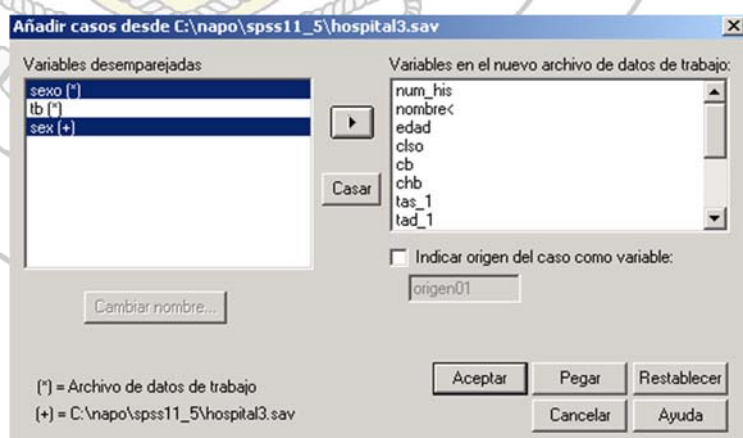 Añadir casos desde C:\napo\spss11_5\hospital3.sav
Variables desemparejadas
sexo (*)
tb (*)
sex (+)
Casar
Cambiar nombre...
(*) = Archivo de datos de trabajo
(+) = C:\napo\spss11_5\hospital3.sav
Variables en el nuevo archivo de datos de trabajo:
num_his
nombre<
edad
clso
cb
chb
tas_1
tad_1
Indicar origen del caso como variable:
origen01
Aceptar
Pegar
Restablecer
Cancelar
Ayuda